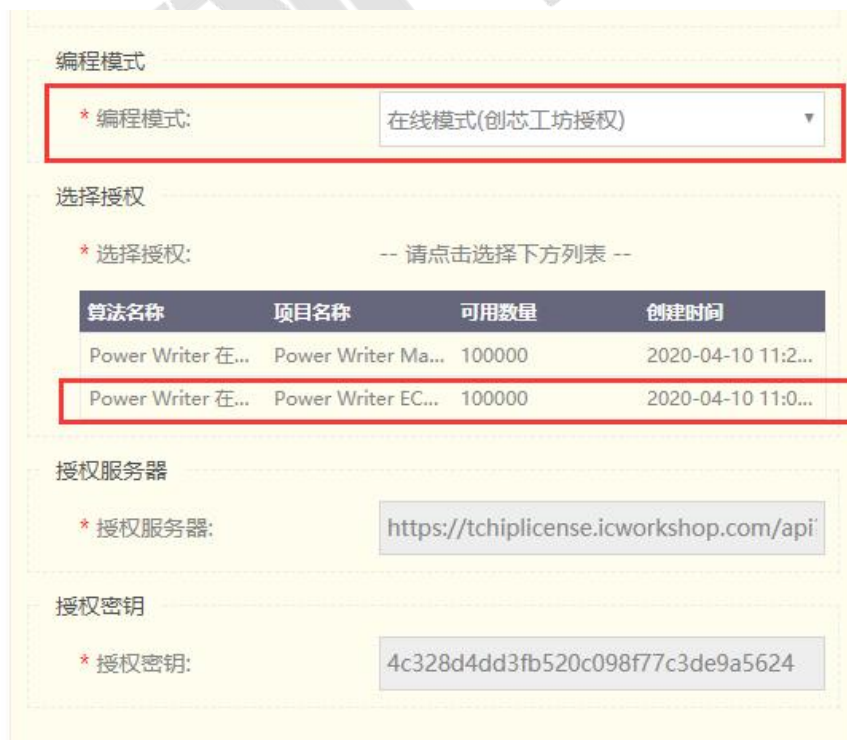 编程模式
* 编程模式: 在线模式(创芯工坊授权)
选择授权
* 选择授权: -- 请点击选择下方列表 --
算法名称 项目名称 可用数量 创建时间
Power Writer 在... Power Writer Ma... 100000 2020-04-10 11:2...
Power Writer 在... Power Writer EC... 100000 2020-04-10 11:0...
授权服务器
* 授权服务器: https://tchiplicense.icworkshop.com/api
授权密钥
* 授权密钥: 4c328d4dd3fb520c098f77c3de9a5624